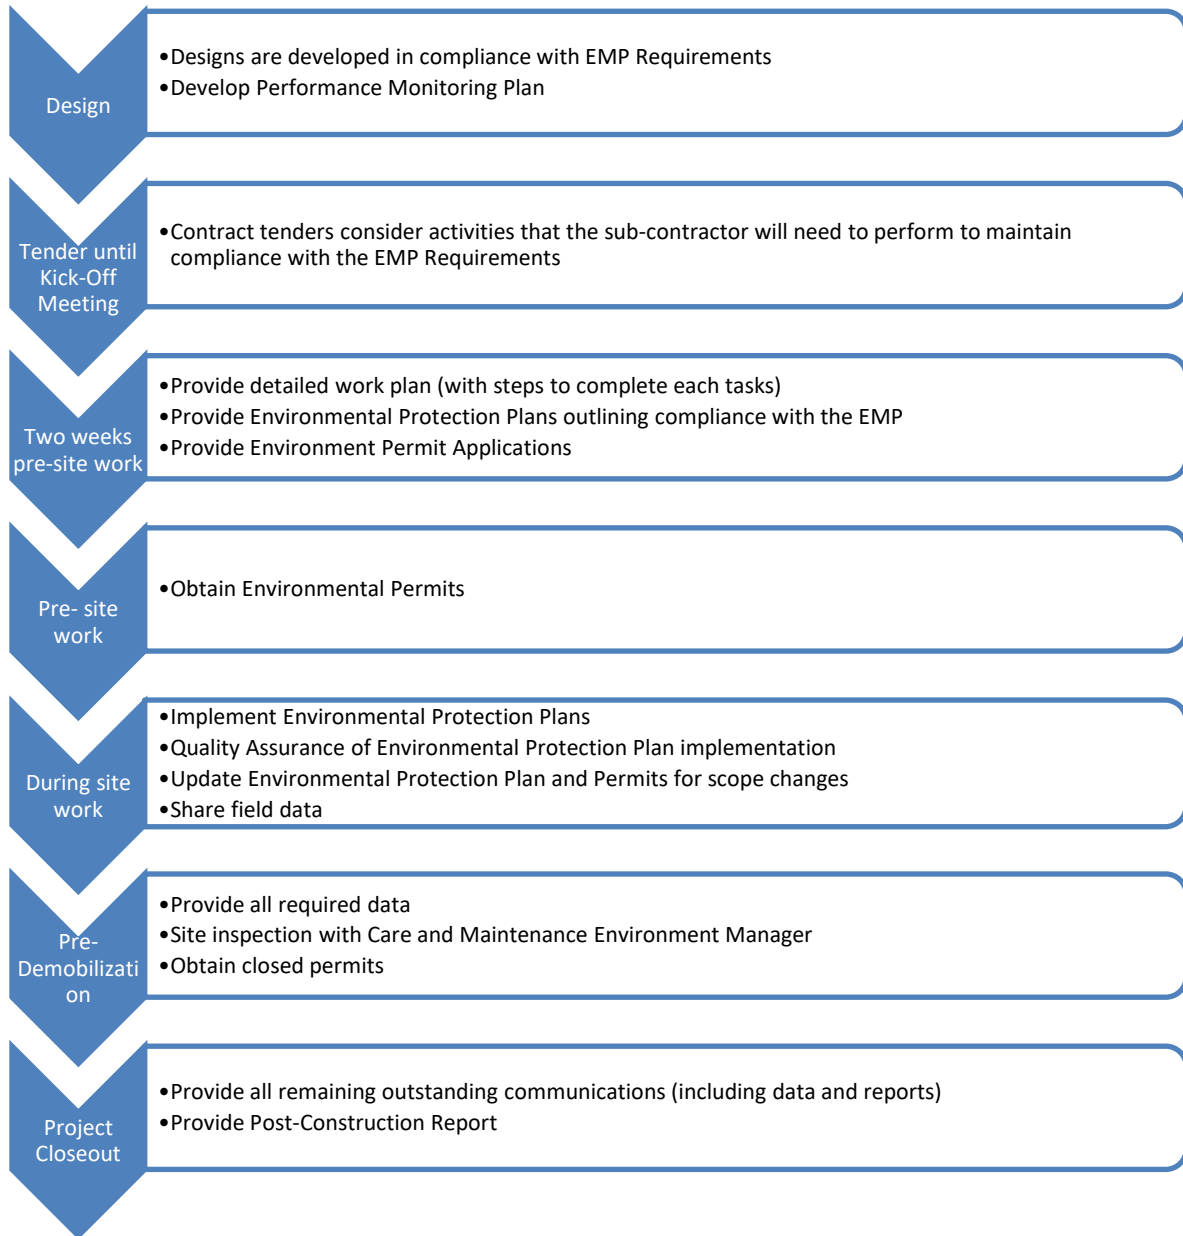 Design
•Designs are developed in compliance with EMP Requirements
•Develop Performance Monitoring Plan
Tender until
Kick-Off
Meeting
•Contract tenders consider activities that the sub-contractor will need to perform to maintain
compliance with the EMP Requirements
Two weeks
pre-site work
•Provide detailed work plan (with steps to complete each tasks)
•Provide Environmental Protection Plans outlining compliance with the EMP
•Provide Environment Permit Applications
Pre- site
work
•Obtain Environmental Permits
During site
work
•Implement Environmental Protection Plans
•Quality Assurance of Environmental Protection Plan implementation
•Update Environmental Protection Plan and Permits for scope changes
•Share field data
Pre-
Demobilizati
on
•Provide all required data
•Site inspection with Care and Maintenance Environment Manager
•Obtain closed permits
Project
Closeout
•Provide all remaining outstanding communications (including data and reports)
•Provide Post-Construction Report